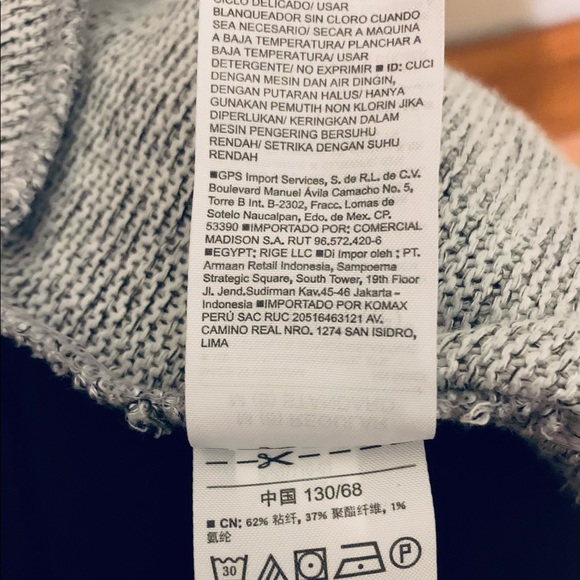 CICLO DELICADO/ USAR
BLANQUEADOR SIN CLORO CUANDO
SEA NECESARIO/ SECAR A MAQUINA
A BAJA TEMPERATURA/ PLANCHAR A
BAJA TEMPERATURA/ USAR
DETERGENTE/ NO EXPRIMIR ■ ID: CUCI
DENGAN MESIN DAN AIR DINGIN,
DENGAN PUTARAN HALUS/ HANYA
GUNAKAN PEMUTIH NON KLORIN JIKA
DIPERLUKAN/ KERINGKAN DALAM
MESIN PENGERING BERSUHU
RENDAH/ SETRIKA DENGAN SUHU
RENDAH
■GPS Import Services, S. de R.L. de C.V.
Boulevard Manuel Ávila Camacho No. 5,
Torre B Int. B-2302, Fracc. Lomas de
Sotelo Naucalpan, Edo. de Mex. CP.
53390 ■IMPORTADO POR: COMERCIAL
MADISON S.A. RUT 96.572.420-6
■EGYPT: RIGE LLC ■Di Impor oleh : PT.
Armaan Retail Indonesia, Sampoerna
Strategic Square, South Tower, 19th Floor
Jl. Jend.Sudirman Kav.45-46 Jakarta -
Indonesia ■IMPORTADO POR KOMAX
PERÚ SAC RUC 20516463121 AV.
CAMINO REAL NRO. 1274 SAN ISIDRO,
LIMA
中国 130/68
■ CN: 62% 粘纤, 37% 聚酯纤维, 1%
氨纶
30 P